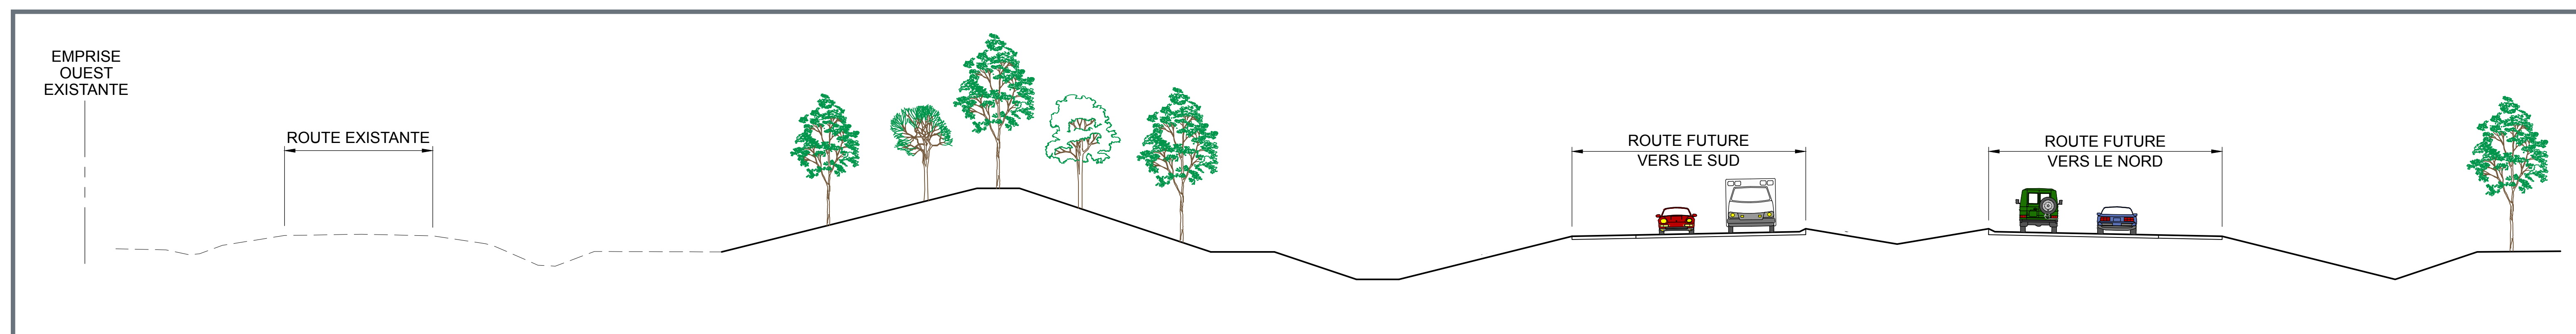 EMPRISE
OUEST
EXISTANTE
ROUTE EXISTANTE
ROUTE FUTURE
VERS LE SUD
ROUTE FUTURE
VERS LE NORD